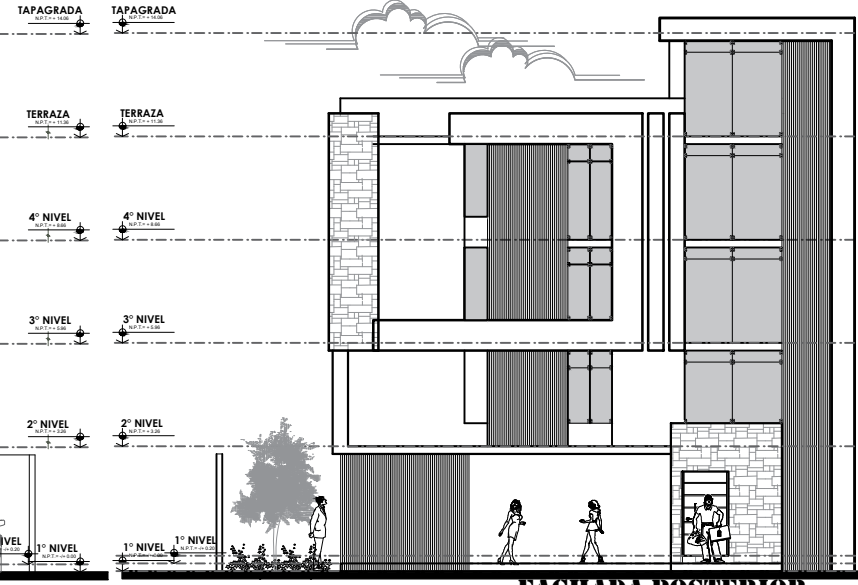 TAPAGRADA TAPAGRADA
N.P.T.= + 14.06 N.P.T.= + 14.06
TERRAZA TERRAZA
N.P.T.= + 11.36 N.P.T.= + 11.36
4° NIVEL 4° NIVEL
N.P.T.= + 8.66 N.P.T.= + 8.66
3° NIVEL 3° NIVEL
N.P.T.= + 5.96 N.P.T.= + 5.96
2° NIVEL 2° NIVEL
N.P.T.= + 3.26 N.P.T.= + 3.26
IVEL 1° NIVEL 1° NIVEL 1° NIVEL
FACHADA POSTERIOR